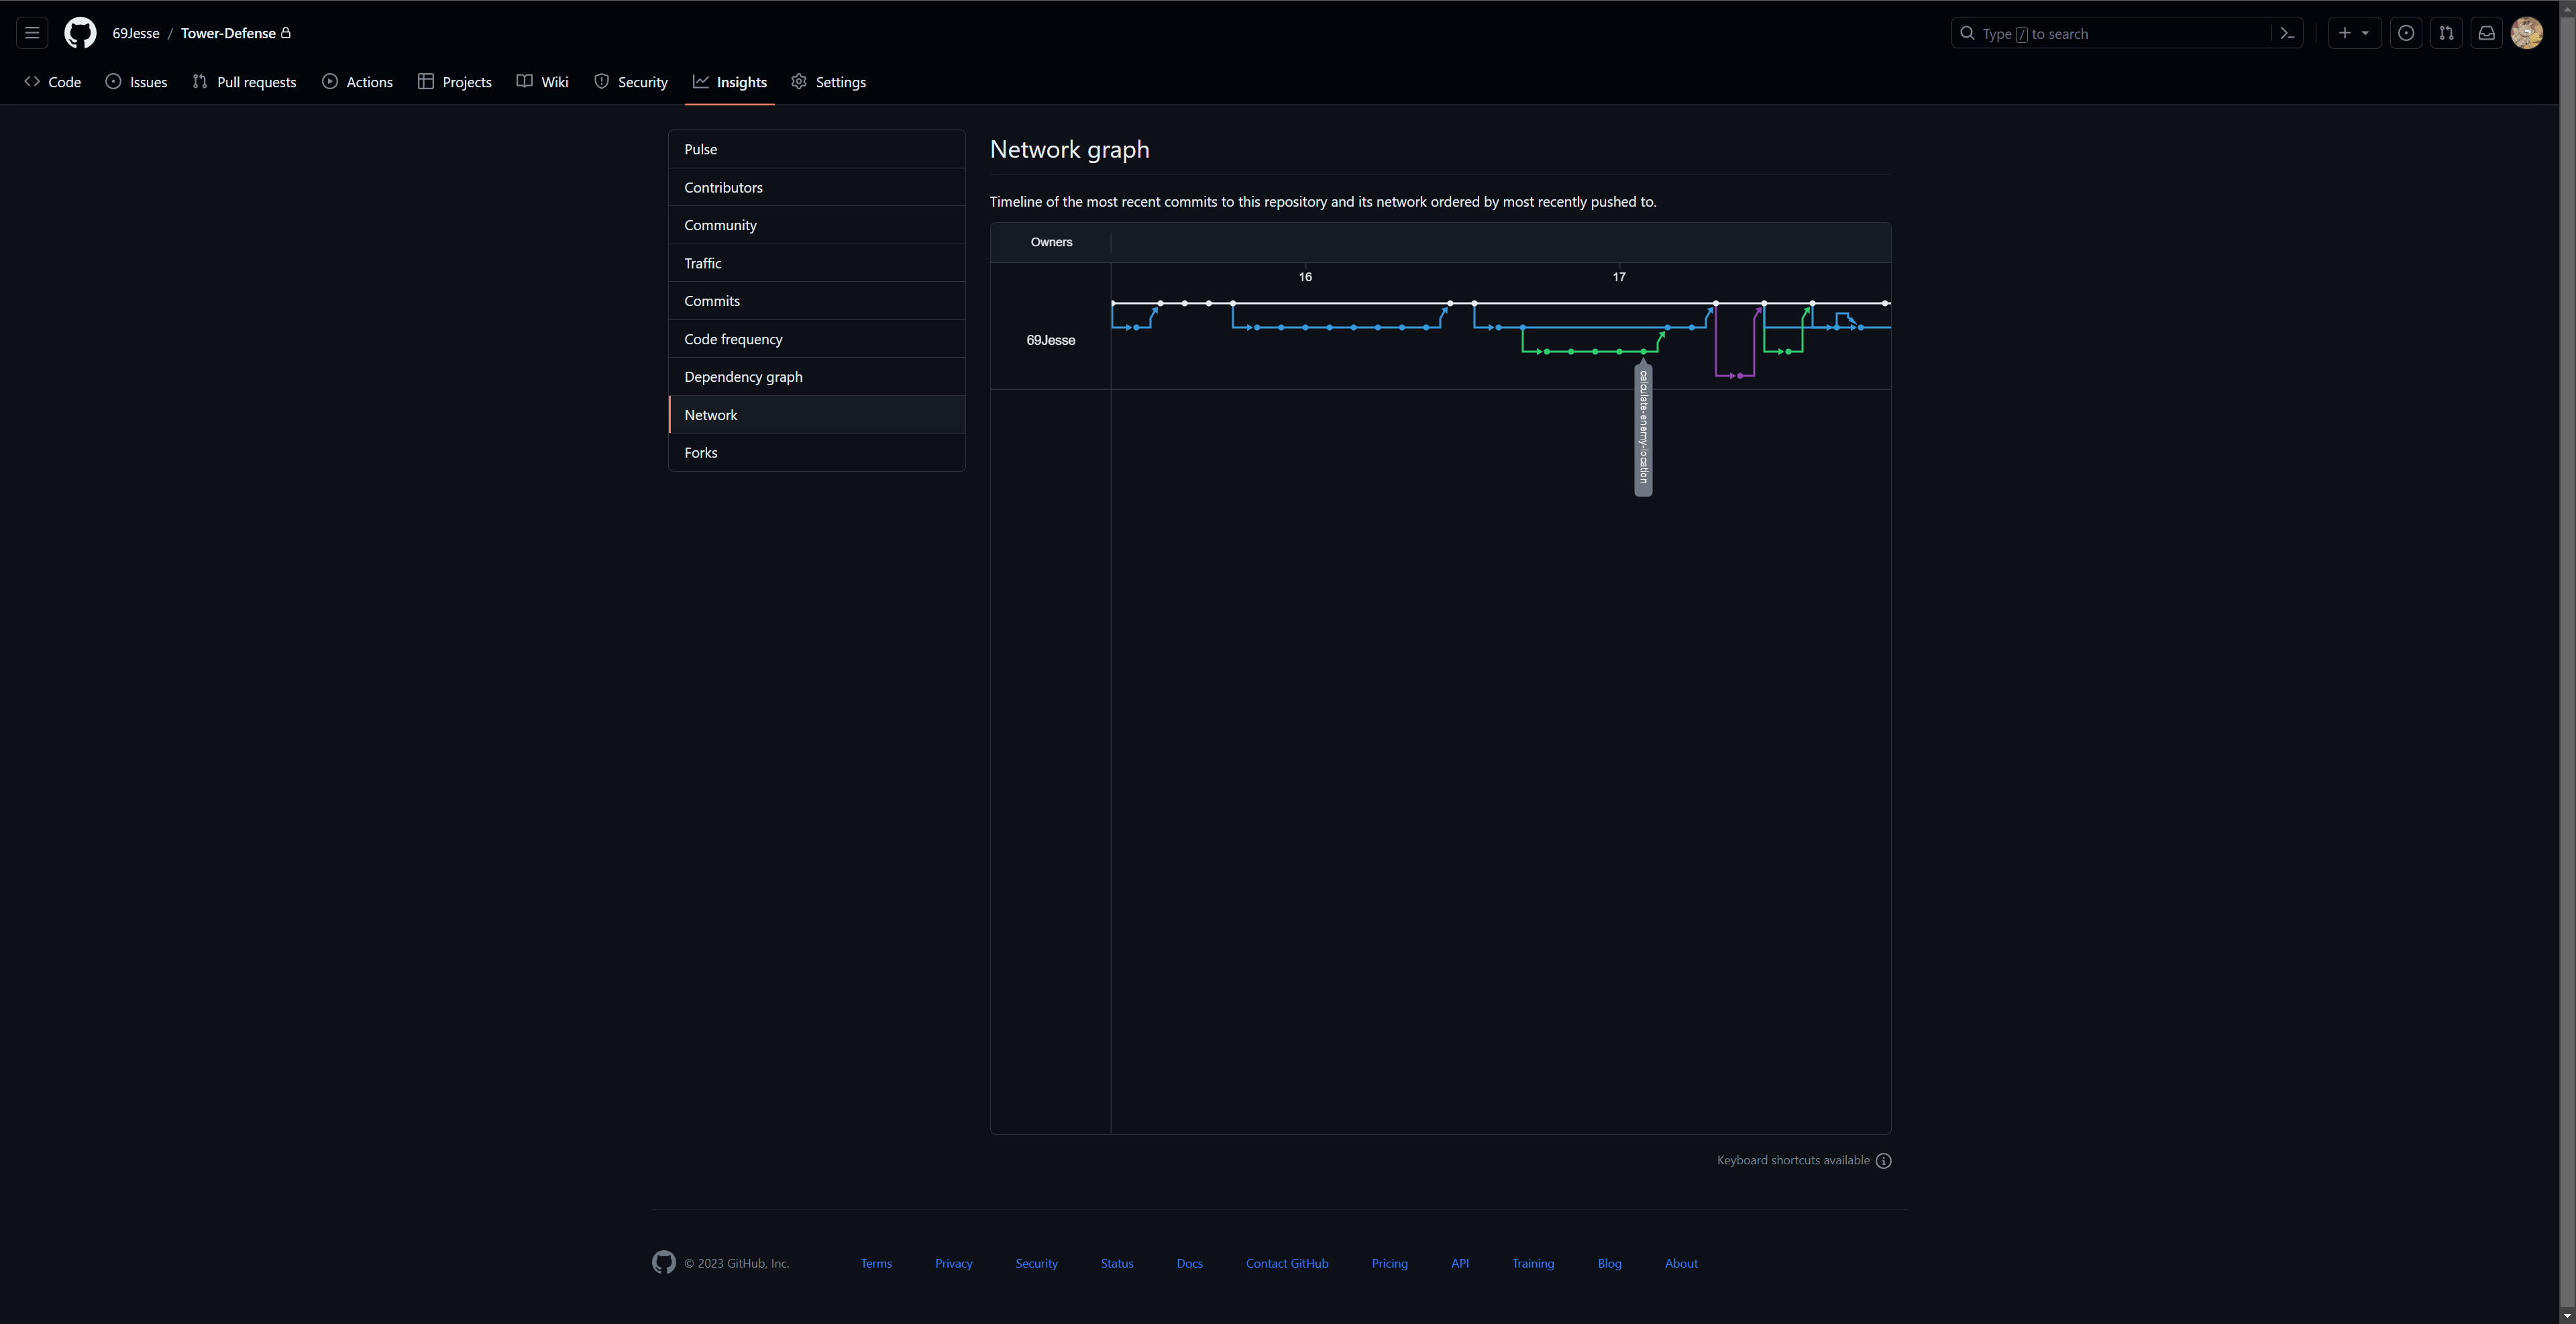 69Jesse / Tower-Defense
Type / to search
Code Issues Pull requests Actions Projects Wiki Security Insights Settings
Pulse
Contributors
Community
Traffic
Commits
Code frequency
Dependency graph
Network
Forks
Network graph
Timeline of the most recent commits to this repository and its network ordered by most recently pushed to.
Owners
16 17
69Jesse
calculate-enemy-location
Keyboard shortcuts available
© 2023 GitHub, Inc. Terms Privacy Security Status Docs Contact GitHub Pricing API Training Blog About